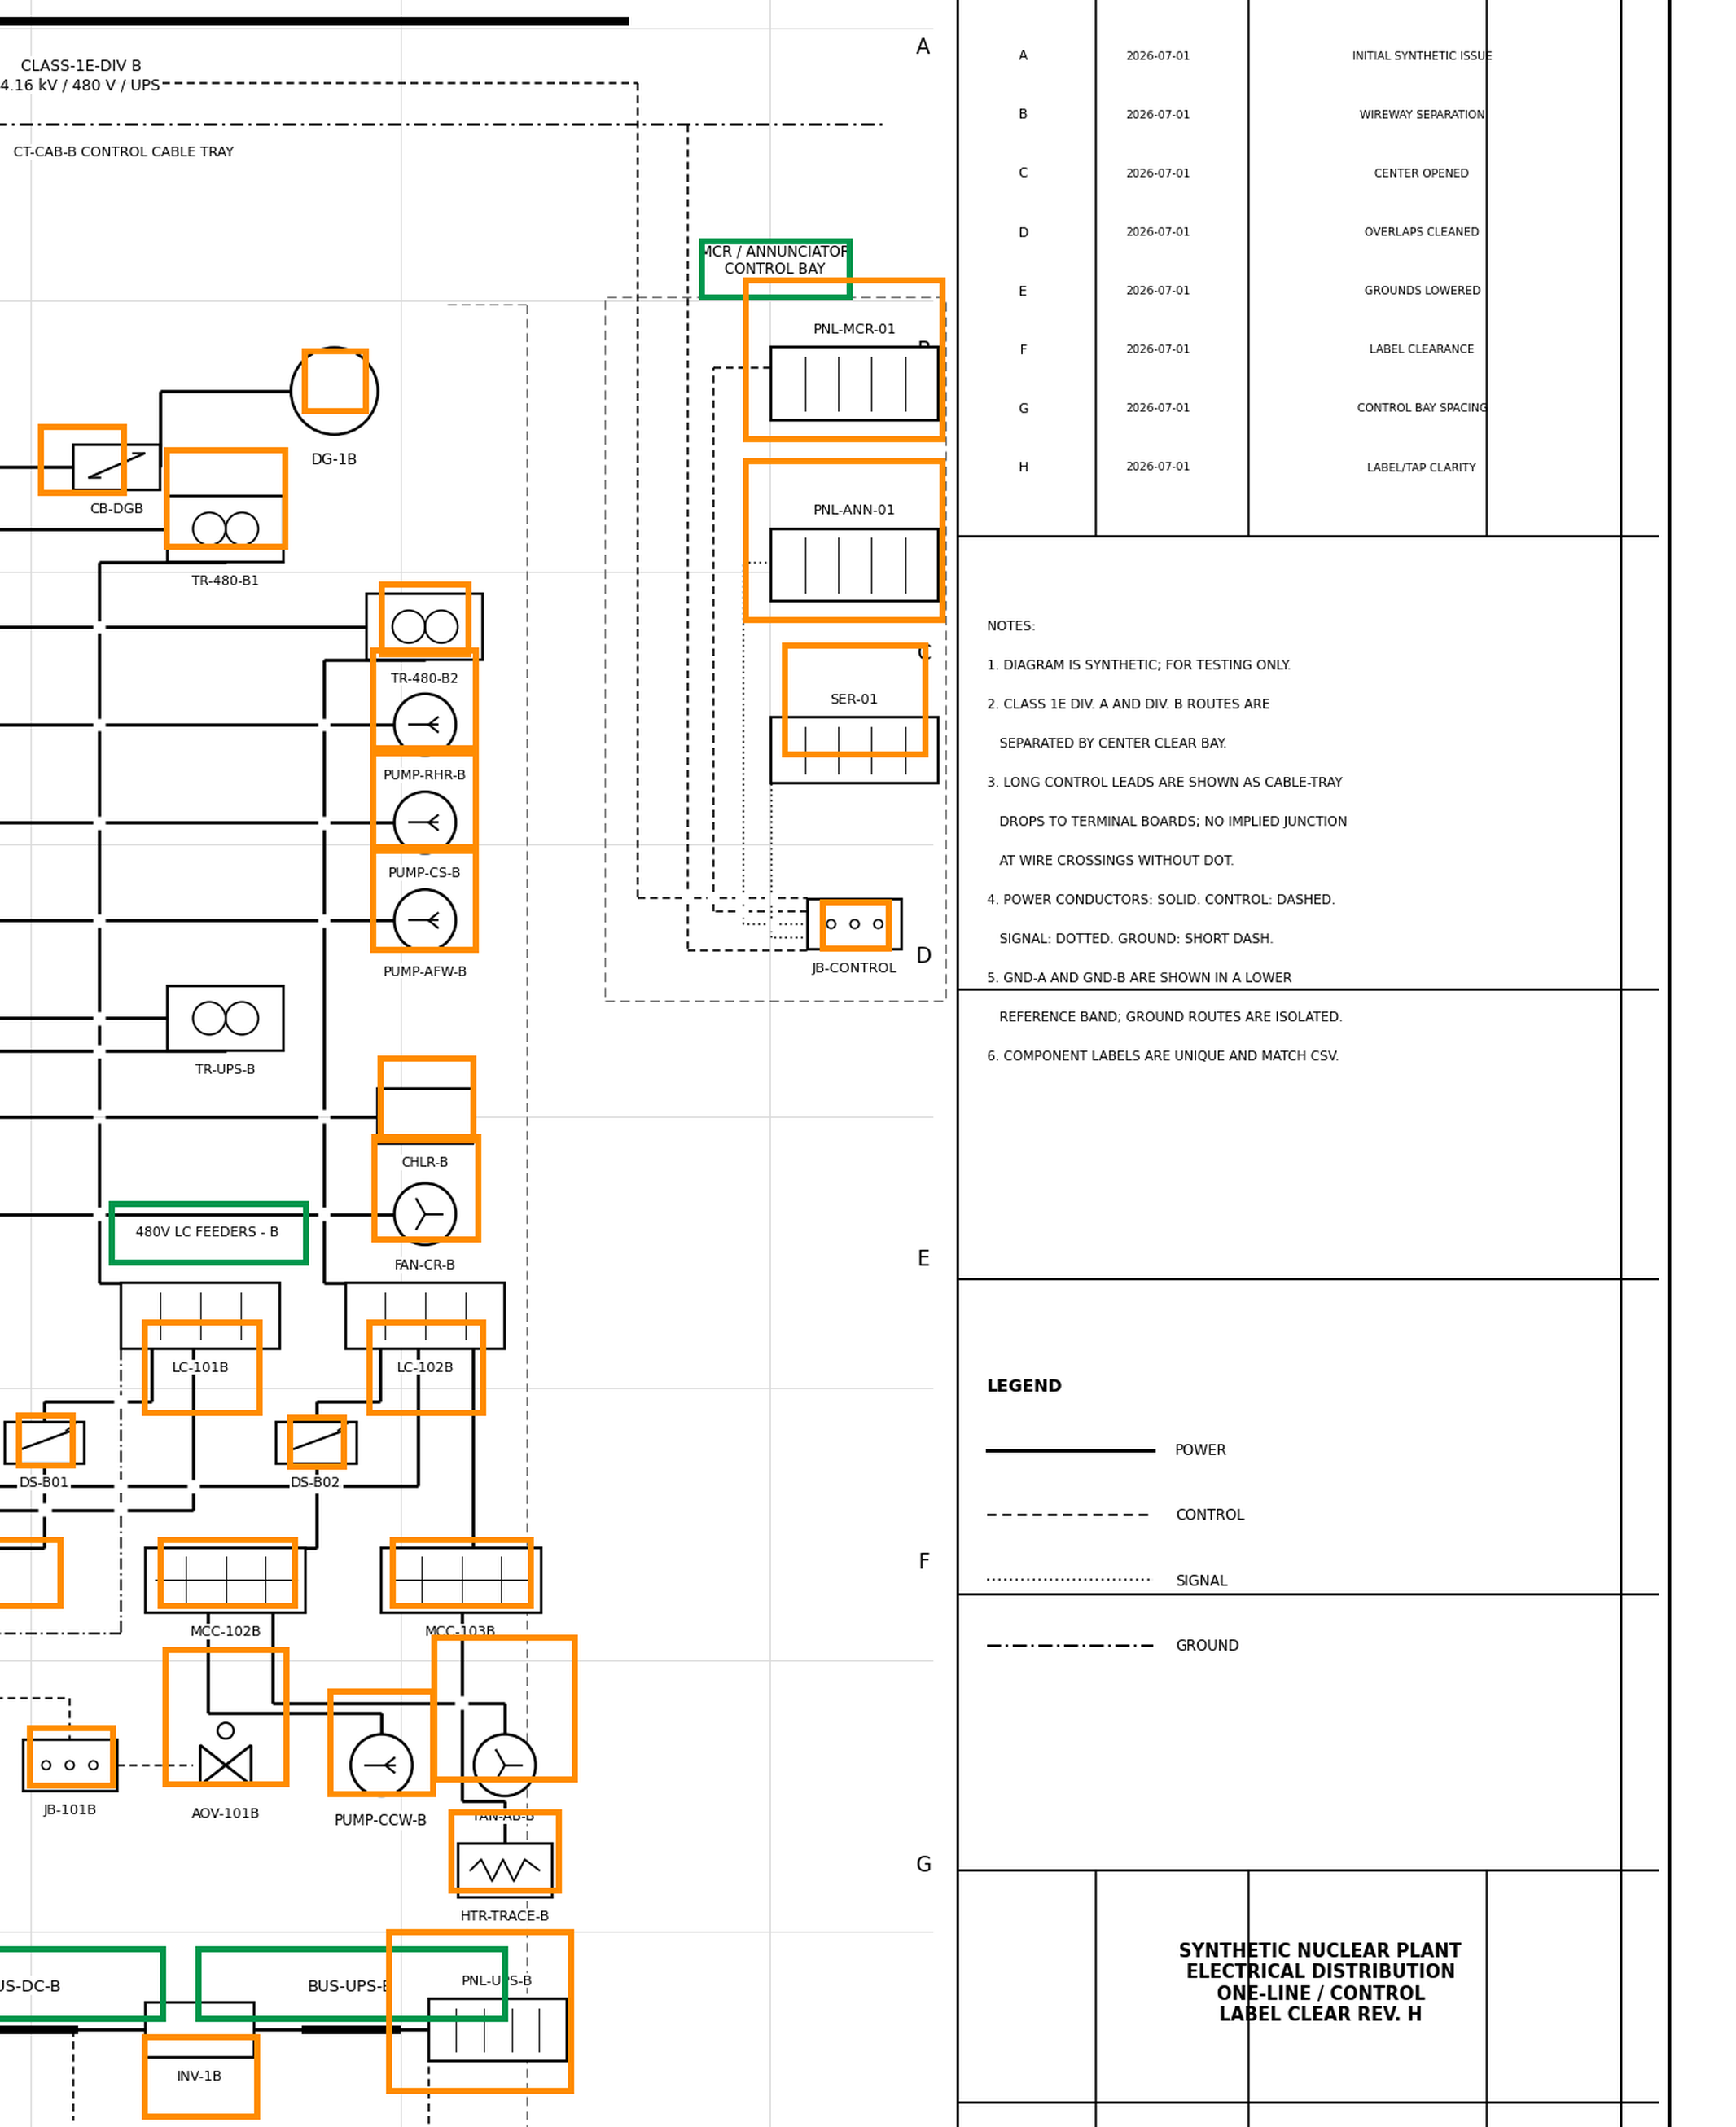 A
CLASS-1E-DIV B
4.16 kV / 480 V / UPS
CT-CAB-B CONTROL CABLE TRAY
MCR / ANNUNCIATOR
CONTROL BAY
PNL-MCR-01
DG-1B
CB-DGB
PNL-ANN-01
TR-480-B1
C
TR-480-B2
SER-01
PUMP-RHR-B
PUMP-CS-B
D
PUMP-AFW-B
JB-CONTROL
TR-UPS-B
CHLR-B
480V LC FEEDERS - B
E
FAN-CR-B
LC-101B
LC-102B
DS-B01
DS-B02
F
MCC-102B
MCC-103B
JB-101B
AOV-101B
PUMP-CCW-B
FAN-AB-B
G
HTR-TRACE-B
US-DC-B
BUS-UPS-B
PNL-UPS-B
INV-1B
A 2026-07-01 INITIAL SYNTHETIC ISSUE
B 2026-07-01 WIREWAY SEPARATION
C 2026-07-01 CENTER OPENED
D 2026-07-01 OVERLAPS CLEANED
E 2026-07-01 GROUNDS LOWERED
F 2026-07-01 LABEL CLEARANCE
G 2026-07-01 CONTROL BAY SPACING
H 2026-07-01 LABEL/TAP CLARITY
NOTES:
1. DIAGRAM IS SYNTHETIC; FOR TESTING ONLY.
2. CLASS 1E DIV. A AND DIV. B ROUTES ARE
SEPARATED BY CENTER CLEAR BAY.
3. LONG CONTROL LEADS ARE SHOWN AS CABLE-TRAY
DROPS TO TERMINAL BOARDS; NO IMPLIED JUNCTION
AT WIRE CROSSINGS WITHOUT DOT.
4. POWER CONDUCTORS: SOLID. CONTROL: DASHED.
SIGNAL: DOTTED. GROUND: SHORT DASH.
5. GND-A AND GND-B ARE SHOWN IN A LOWER
REFERENCE BAND; GROUND ROUTES ARE ISOLATED.
6. COMPONENT LABELS ARE UNIQUE AND MATCH CSV.
LEGEND
POWER
CONTROL
SIGNAL
GROUND
SYNTHETIC NUCLEAR PLANT
ELECTRICAL DISTRIBUTION
ONE-LINE / CONTROL
LABEL CLEAR REV. H